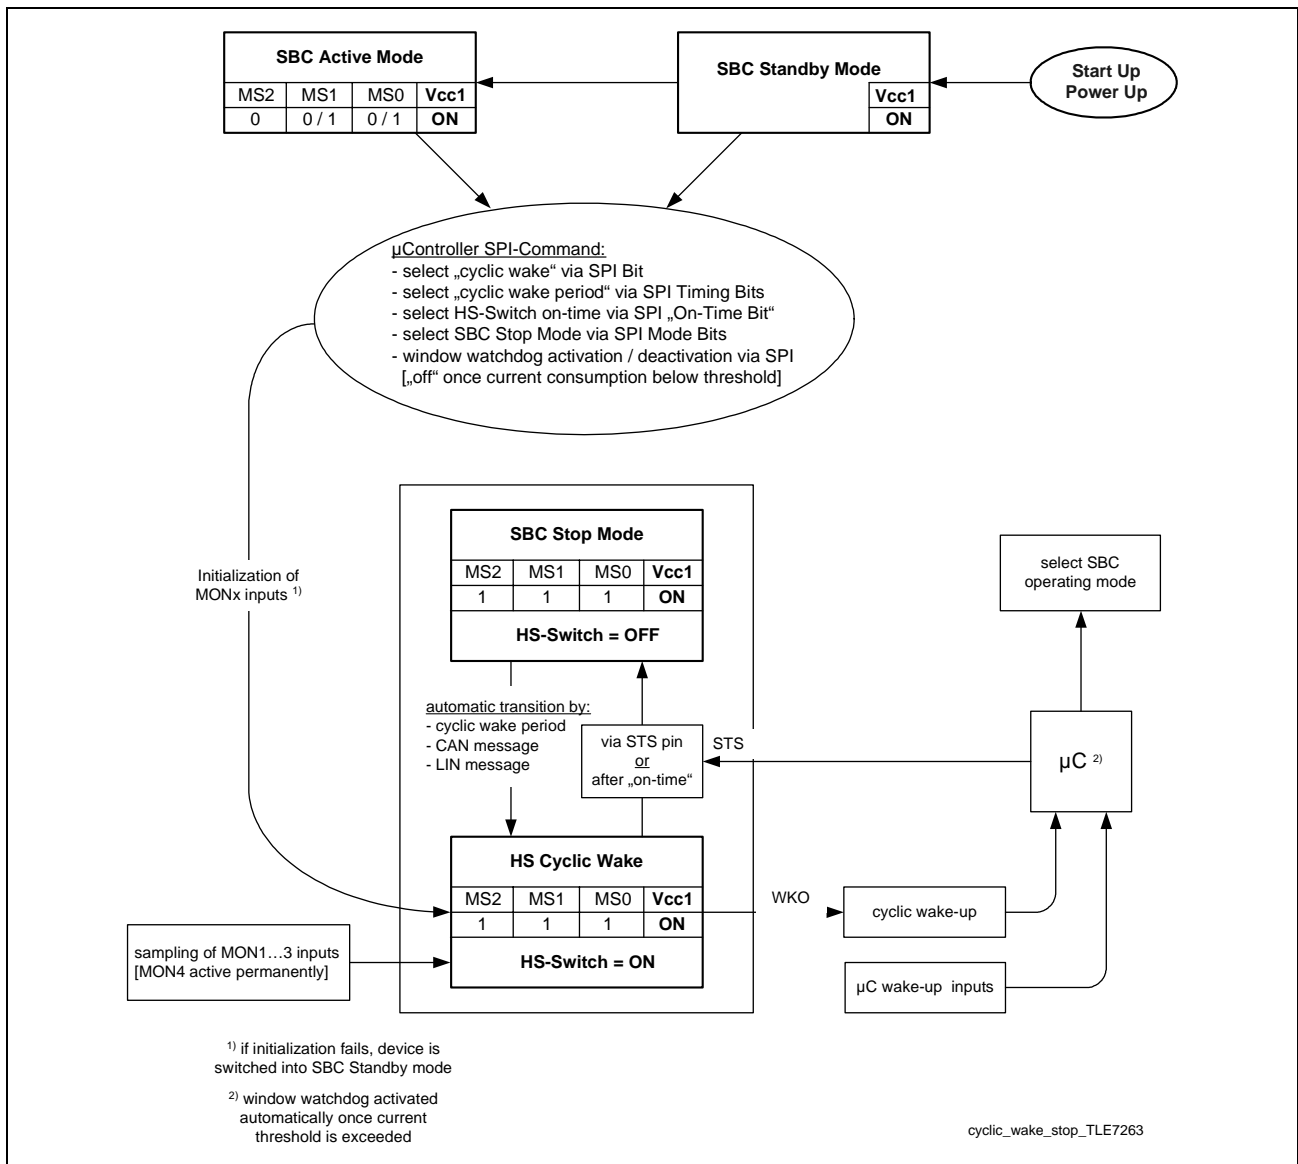 SBC Active Mode
MS2 MS1 MS0 Vcc1
0 0 / 1 0 / 1 ON
SBC Standby Mode
Vcc1
ON
Start Up
Power Up
µController SPI-Command:
- select „cyclic wake“ via SPI Bit
- select „cyclic wake period“ via SPI Timing Bits
- select HS-Switch on-time via SPI „On-Time Bit“
- select SBC Stop Mode via SPI Mode Bits
- window watchdog activation / deactivation via SPI
[„off“ once current consumption below threshold]
Initialization of
MONx inputs 1)
SBC Stop Mode
MS2 MS1 MS0 Vcc1
1 1 1 ON
HS-Switch = OFF
automatic transition by:
- cyclic wake period
- CAN message
- LIN message
via STS pin
or
after „on-time“
STS
select SBC
operating mode
µC 2)
HS Cyclic Wake
MS2 MS1 MS0 Vcc1
1 1 1 ON
HS-Switch = ON
WKO
cyclic wake-up
µC wake-up inputs
sampling of MON1...3 inputs
[MON4 active permanently]
1) if initialization fails, device is
switched into SBC Standby mode
2) window watchdog activated
automatically once current
threshold is exceeded
cyclic_wake_stop_TLE7263